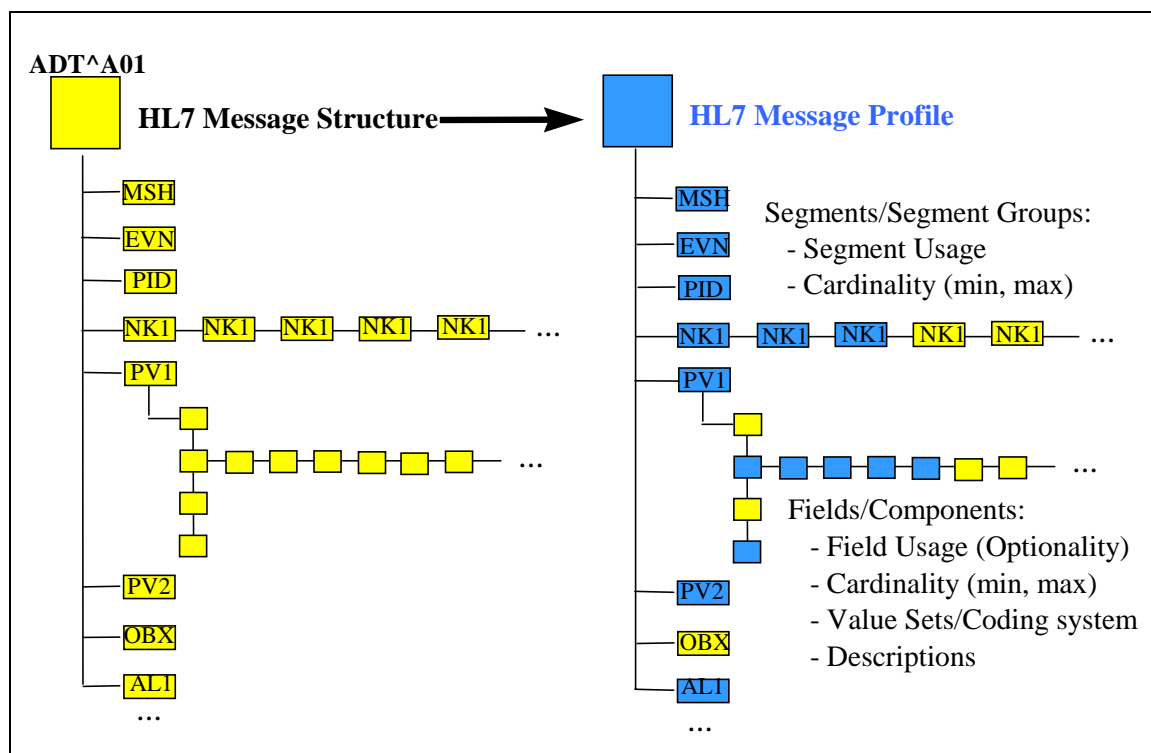 ADT^A01
HL7 Message Structure
MSH
EVN
PID
NK1 NK1 NK1 NK1 NK1 ...
PV1
...
PV2
OBX
AL1
...
HL7 Message Profile
MSH
Segments/Segment Groups:
EVN
- Segment Usage
PID
- Cardinality (min, max)
NK1 NK1 NK1 NK1 NK1 ...
PV1
...
Fields/Components:
- Field Usage (Optionality)
PV2
- Cardinality (min, max)
- Value Sets/Coding system
OBX
- Descriptions
AL1
...